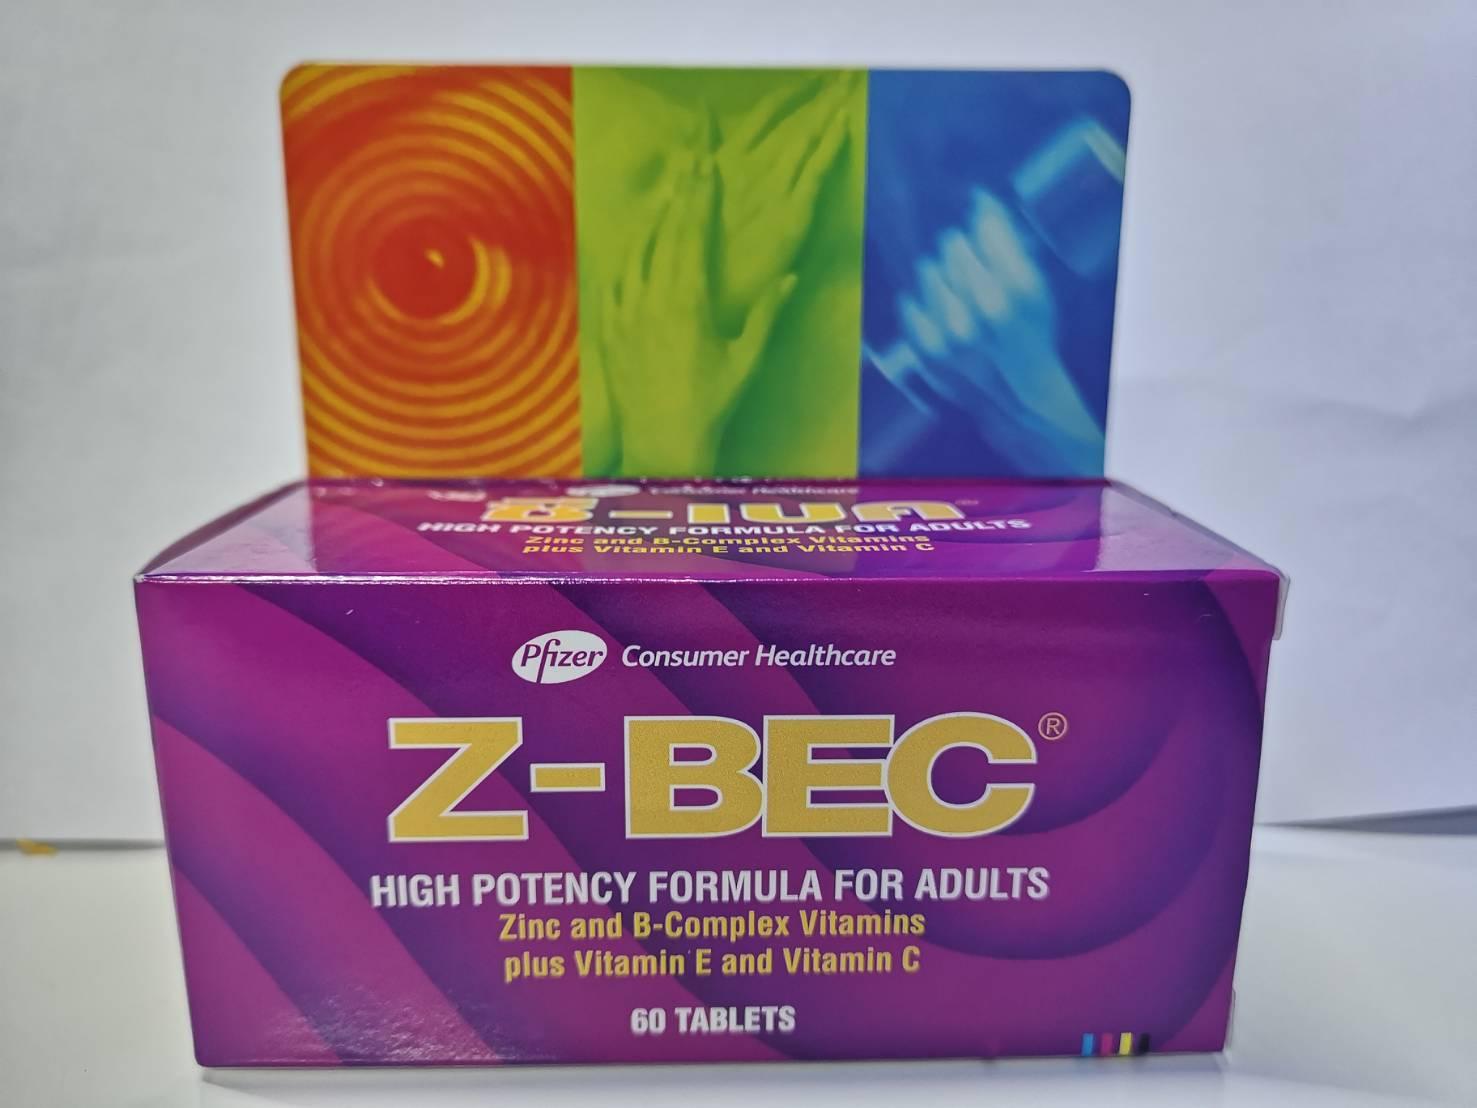 Consumer Healthcare
HIGH POTENCY FORMULA FOR ADULTS
Zinc and B-Complex Vitamins
plus Vitamin E and Vitamin C
Pfizer Consumer Healthcare
Z-BEC®
HIGH POTENCY FORMULA FOR ADULTS
Zinc and B-Complex Vitamins
plus Vitamin E and Vitamin C
60 TABLETS